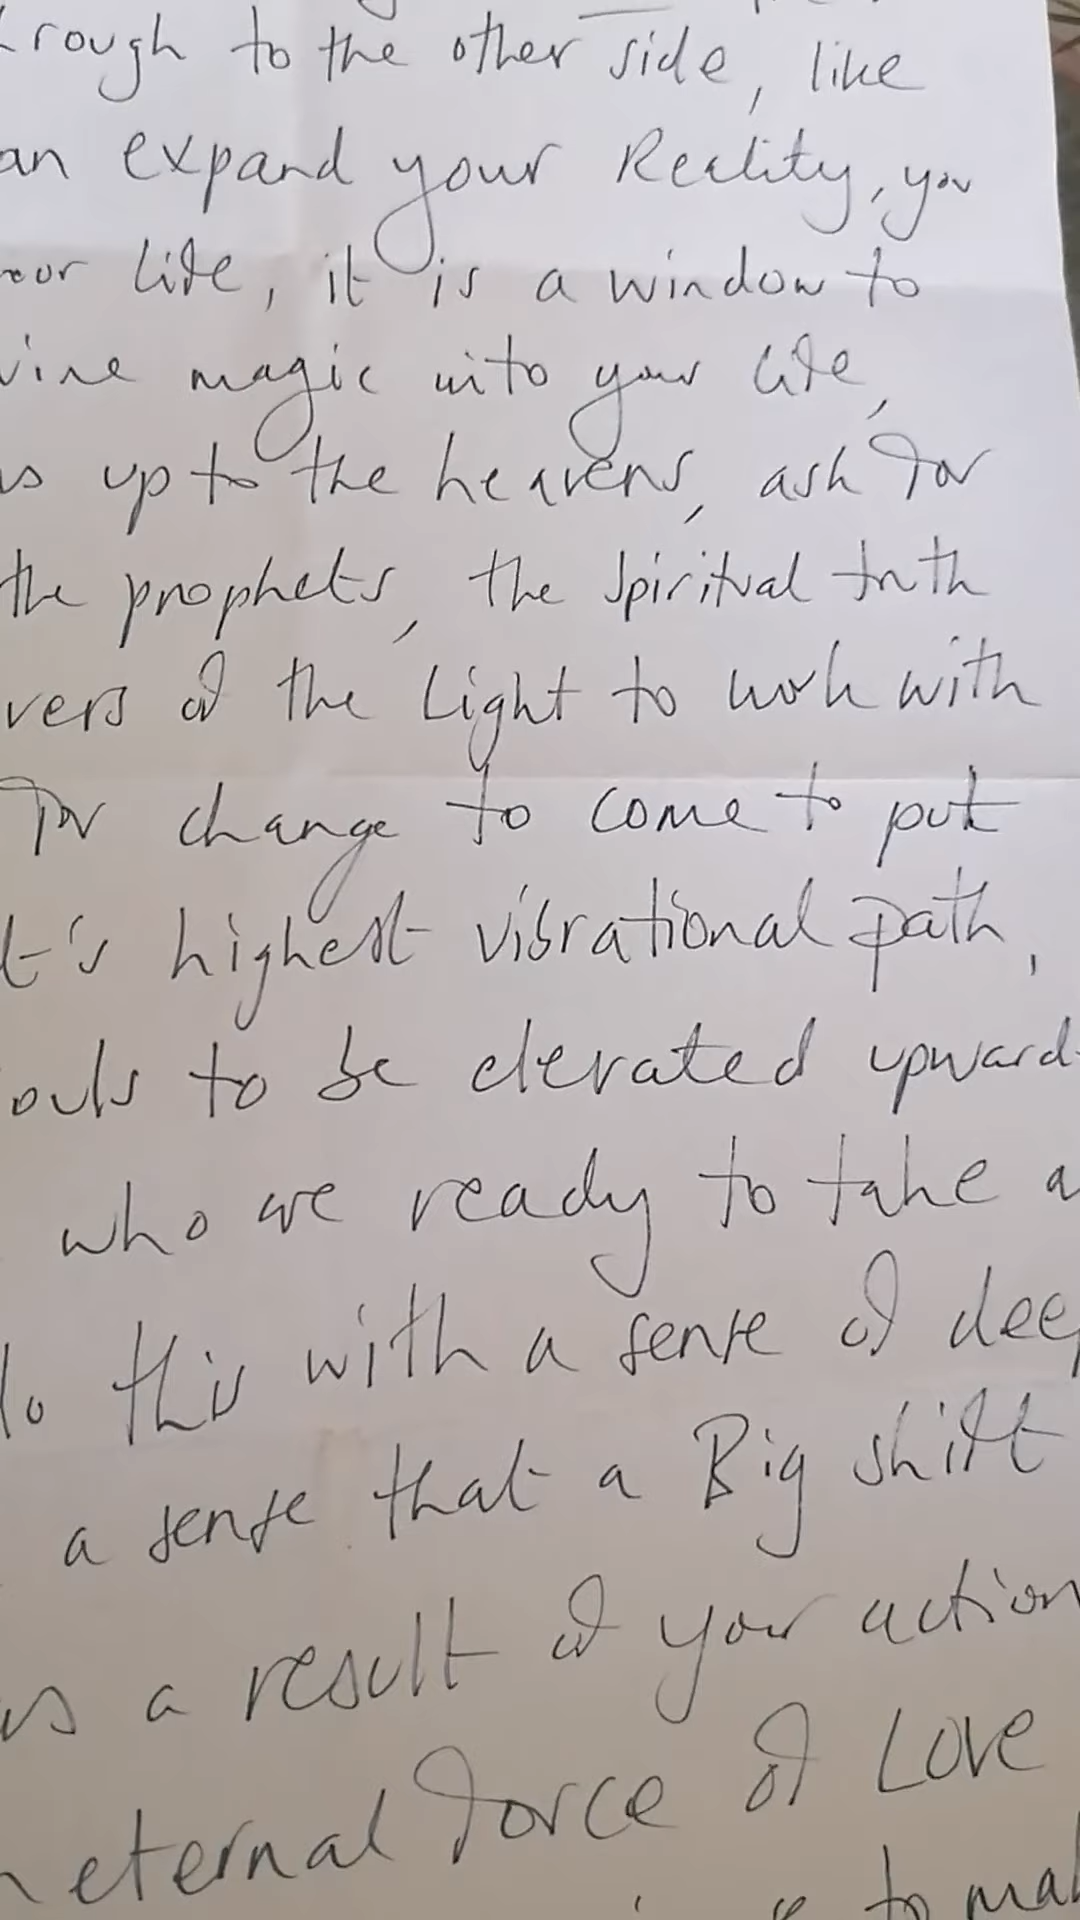 rough to the other side, like
an expand your Reality, you
our life, it is a window to
vine magic into your life,
up to the heavens, ask for
the prophets, the spiritual truth
vers of the Light to work with
for change to come to put
t's highest vibrational path,
ouls to be elevated upward
who are ready to take a
do this with a sense of deep
a sense that a Big shift
as a result of your action
eternal force of Love
to mak